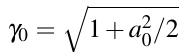 γ₀ = √(1 + a₀²/2)